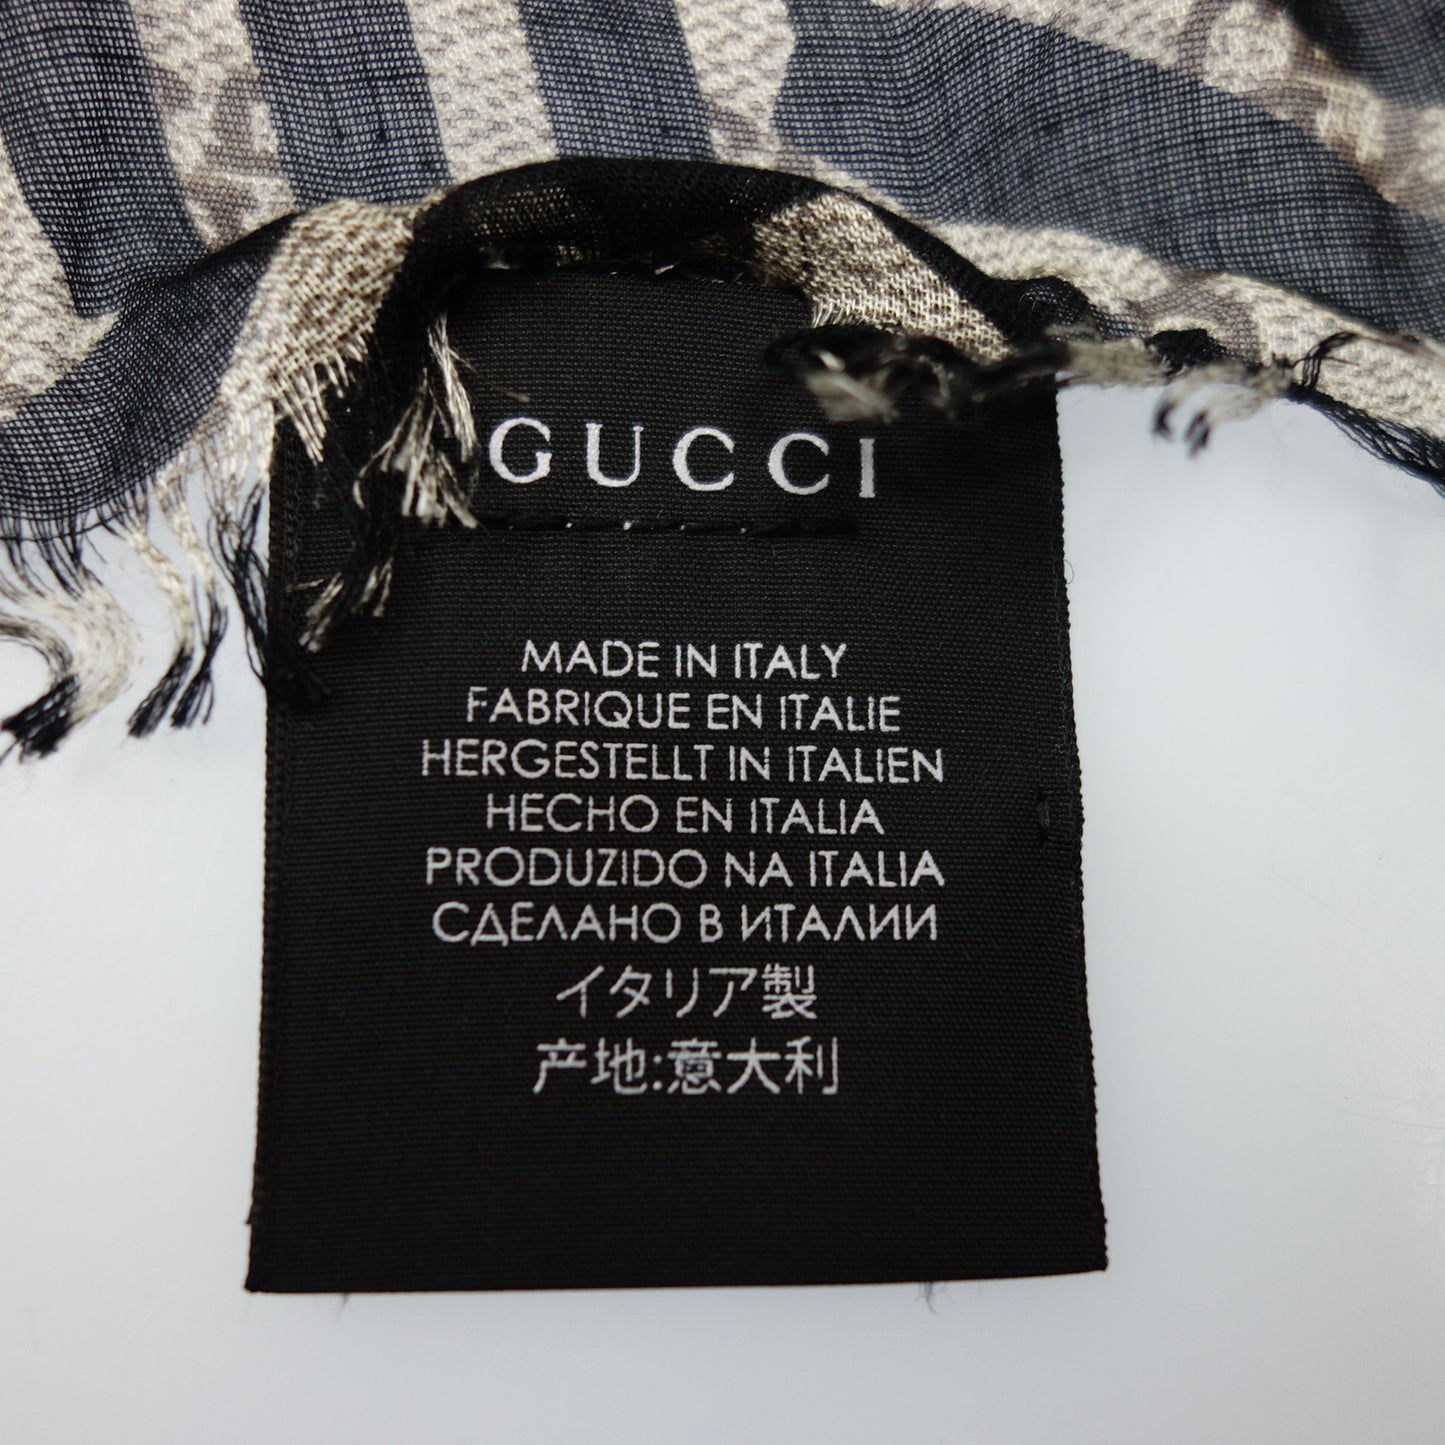 GUCCI
MADE IN ITALY
FABRIQUE EN ITALIE
HERGESTELLT IN ITALIEN
HECHO EN ITALIA
PRODUZIDO NA ITALIA
СДЕЛАНО В ИТАЛИИ
イタリア製
产地:意大利